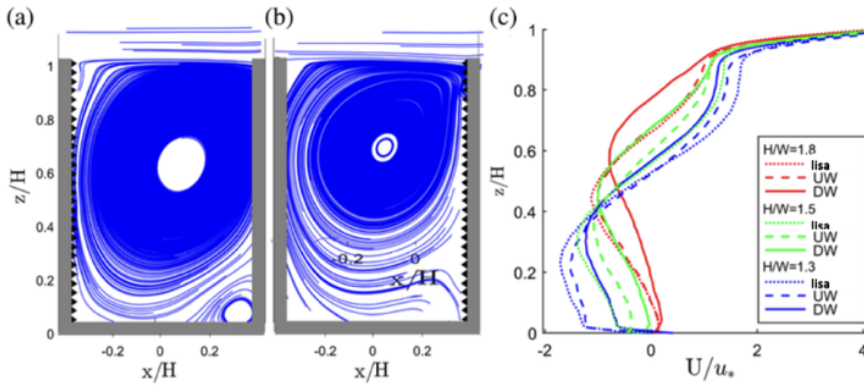 (a)
(b)
(c)
z/H
1
0.8
0.6
0.4
0.2
0
-0.2
0
0.2
x/H
-0.2
0
x/H
-0.2
0
0.2
x/H
z/H
1
0.8
0.6
0.4
0.2
0
-2
0
2
4
U/u*
H/W=1.8
lisa
UW
DW
H/W=1.5
lisa
UW
DW
H/W=1.3
lisa
UW
DW